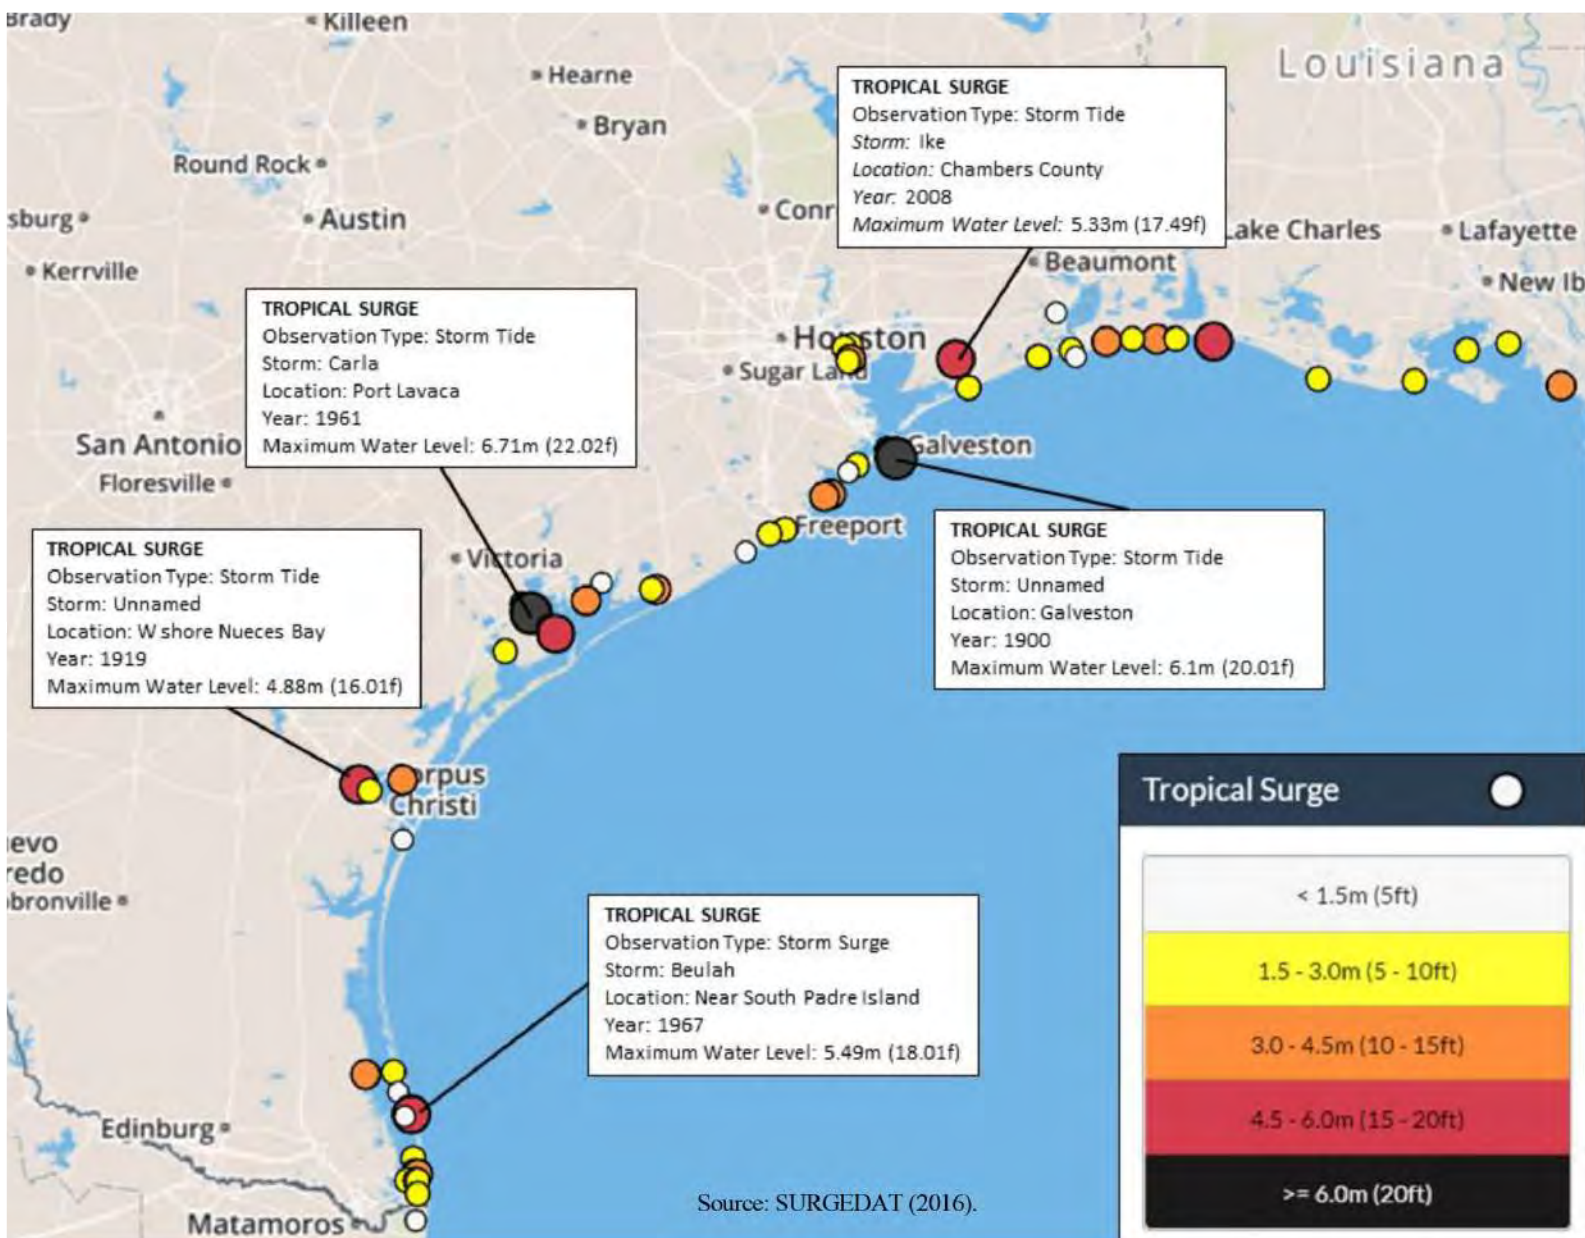 Brady
Killeen
Hearne
Louisiana
Bryan
Round Rock
TROPICAL SURGE
Observation Type: Storm Tide
Storm: Ike
Location: Chambers County
Year: 2008
Maximum Water Level: 5.33m (17.49f)
sburg
Austin
Conr
Lake Charles
Lafayette
Kerrville
Beaumont
New Ib
TROPICAL SURGE
Observation Type: Storm Tide
Storm: Carla
Location: Port Lavaca
Year: 1961
Maximum Water Level: 6.71m (22.02f)
Houston
Sugar Land
San Antonio
Floresville
Galveston
TROPICAL SURGE
Observation Type: Storm Tide
Storm: Unnamed
Location: W shore Nueces Bay
Year: 1919
Maximum Water Level: 4.88m (16.01f)
Victoria
Freeport
TROPICAL SURGE
Observation Type: Storm Tide
Storm: Unnamed
Location: Galveston
Year: 1900
Maximum Water Level: 6.1m (20.01f)
orpus
Christi
evo
redo
obronville
TROPICAL SURGE
Observation Type: Storm Surge
Storm: Beulah
Location: Near South Padre Island
Year: 1967
Maximum Water Level: 5.49m (18.01f)
Edinburg
Matamoros
Source: SURGEDAT (2016).
Tropical Surge
< 1.5m (5ft)
1.5 - 3.0m (5 - 10ft)
3.0 - 4.5m (10 - 15ft)
4.5 - 6.0m (15 - 20ft)
>= 6.0m (20ft)